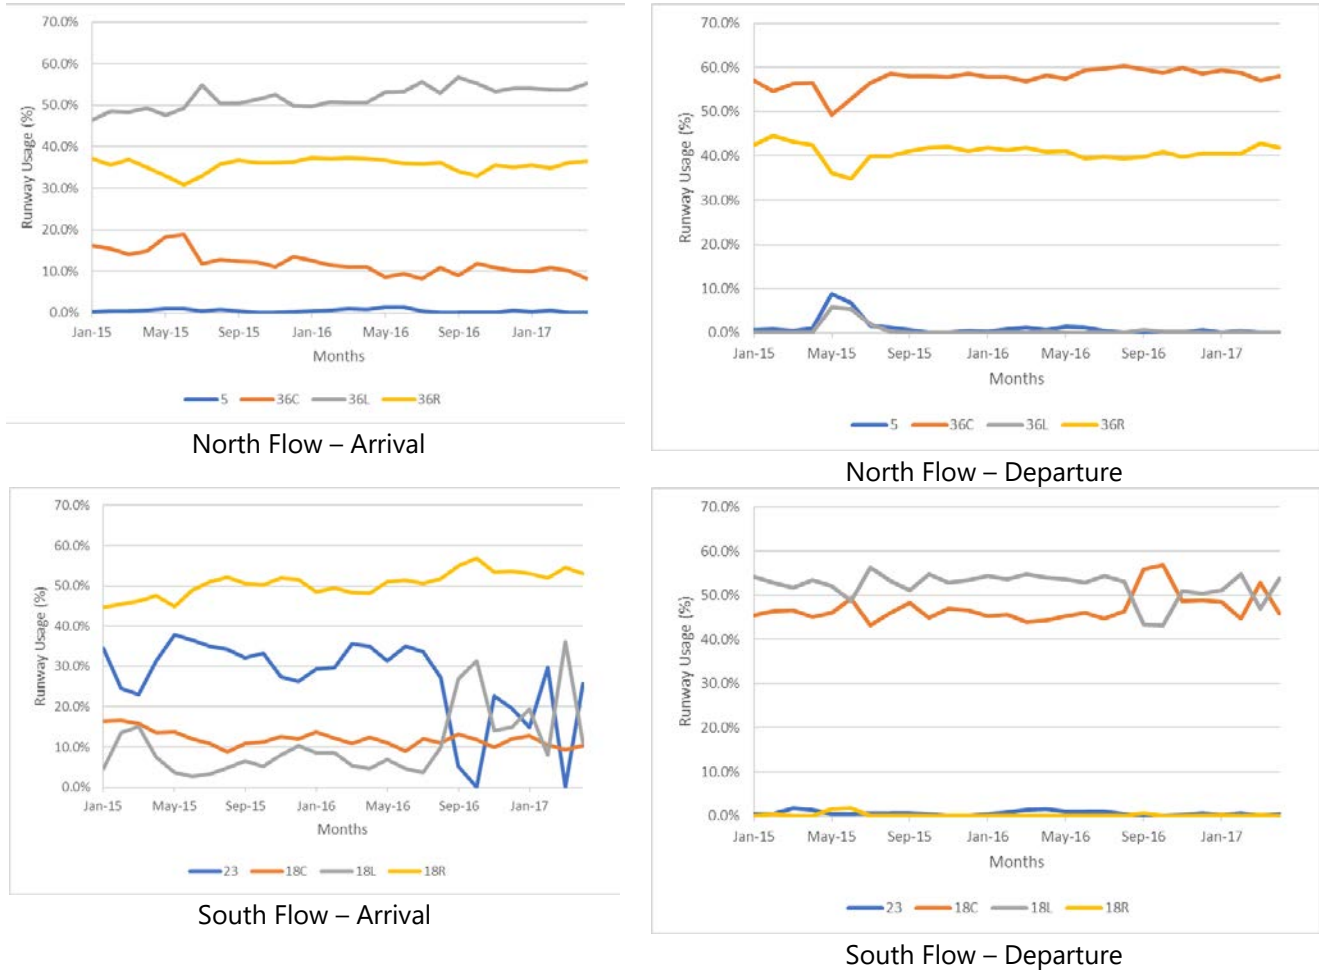 70.0%
60.0%
50.0%
40.0%
30.0%
20.0%
10.0%
0.0%
Runway Usage (%)
Jan-15 May-15 Sep-15 Jan-16 May-16 Sep-16 Jan-17
Months
5 36C 36L 36R
North Flow – Arrival
70.0%
60.0%
50.0%
40.0%
30.0%
20.0%
10.0%
0.0%
Runway Usage (%)
Jan-15 May-15 Sep-15 Jan-16 May-16 Sep-16 Jan-17
Months
5 36C 36L 36R
North Flow – Departure
70.0%
60.0%
50.0%
40.0%
30.0%
20.0%
10.0%
0.0%
Runway Usage (%)
Jan-15 May-15 Sep-15 Jan-16 May-16 Sep-16 Jan-17
Months
23 18C 18L 18R
South Flow – Arrival
70.0%
60.0%
50.0%
40.0%
30.0%
20.0%
10.0%
0.0%
Runway Usage (%)
Jan-15 May-15 Sep-15 Jan-16 May-16 Sep-16 Jan-17
Months
23 18C 18L 18R
South Flow – Departure